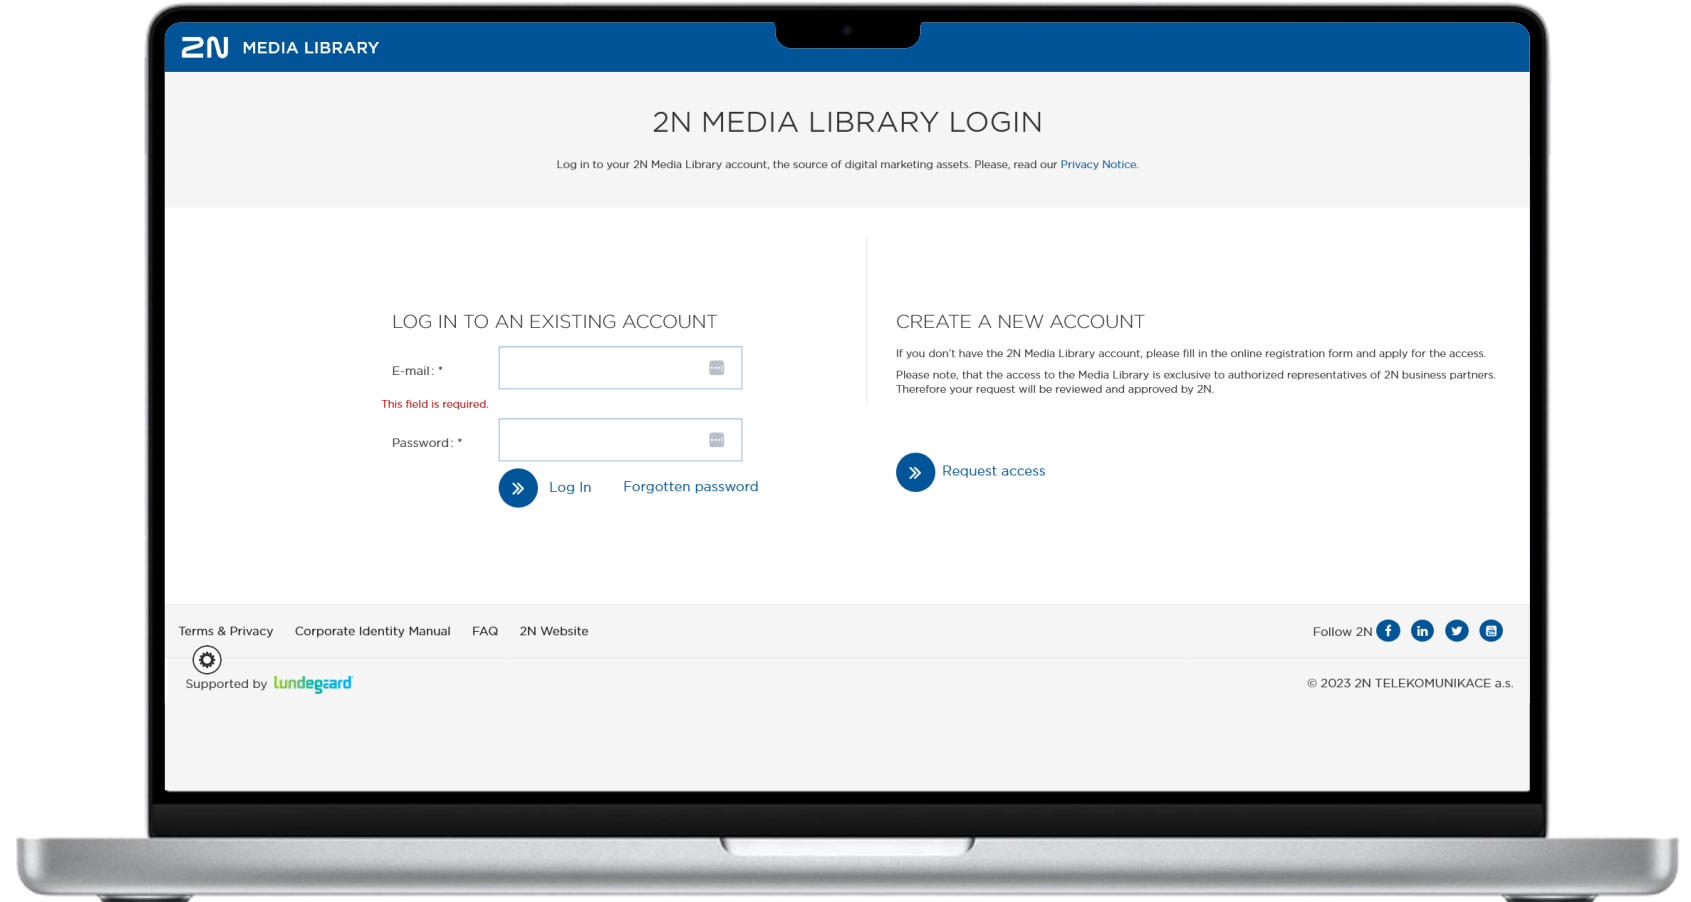 2N MEDIA LIBRARY
2N MEDIA LIBRARY LOGIN
Log in to your 2N Media Library account, the source of digital marketing assets. Please, read our Privacy Notice.
LOG IN TO AN EXISTING ACCOUNT
E-mail: *
This field is required.
Password: *
Log In
Forgotten password
CREATE A NEW ACCOUNT
If you don't have the 2N Media Library account, please fill in the online registration form and apply for the access.
Please note, that the access to the Media Library is exclusive to authorized representatives of 2N business partners.
Therefore your request will be reviewed and approved by 2N.
Request access
Terms & Privacy Corporate Identity Manual FAQ 2N Website
Follow 2N
Supported by lundegaard
© 2023 2N TELEKOMUNIKACE a.s.